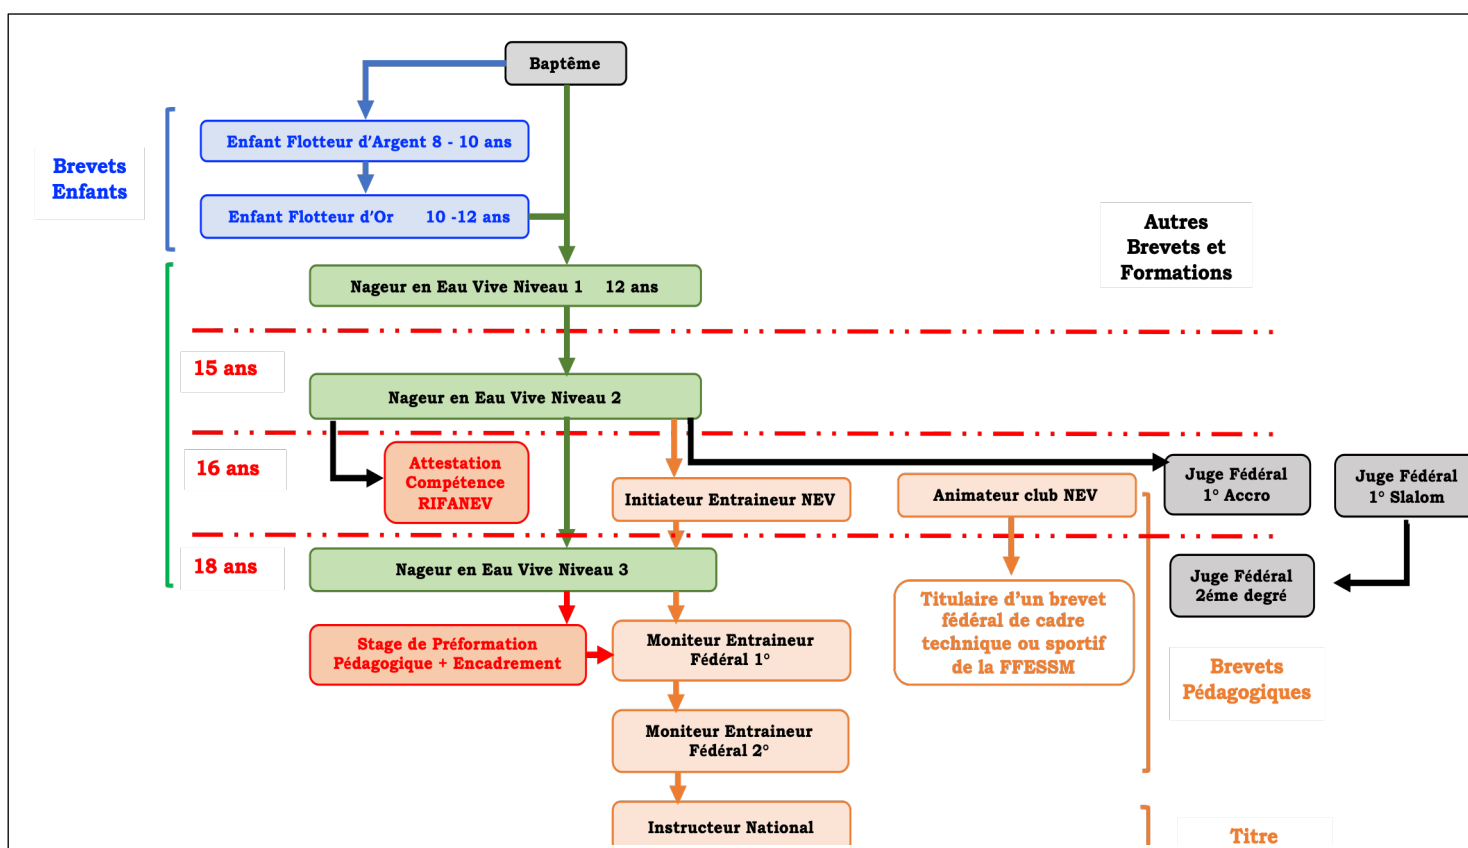 Baptême
Enfant Flotteur d'Argent 8 - 10 ans
Brevets
Enfants
Enfant Flotteur d'Or 10 -12 ans
Autres
Brevets et
Formations
Nageur en Eau Vive Niveau 1 12 ans
15 ans
Nageur en Eau Vive Niveau 2
16 ans
Attestation
Compétence
RIFANEV
Initiateur Entraineur NEV
Animateur club NEV
Juge Fédéral
1° Accro
Juge Fédéral
1° Slalom
18 ans
Nageur en Eau Vive Niveau 3
Juge Fédéral
2éme degré
Titulaire d'un brevet
fédéral de cadre
technique ou sportif
de la FFESSM
Stage de Préformation
Pédagogique + Encadrement
Moniteur Entraineur
Fédéral 1°
Brevets
Pédagogiques
Moniteur Entraineur
Fédéral 2°
Instructeur National
Titre